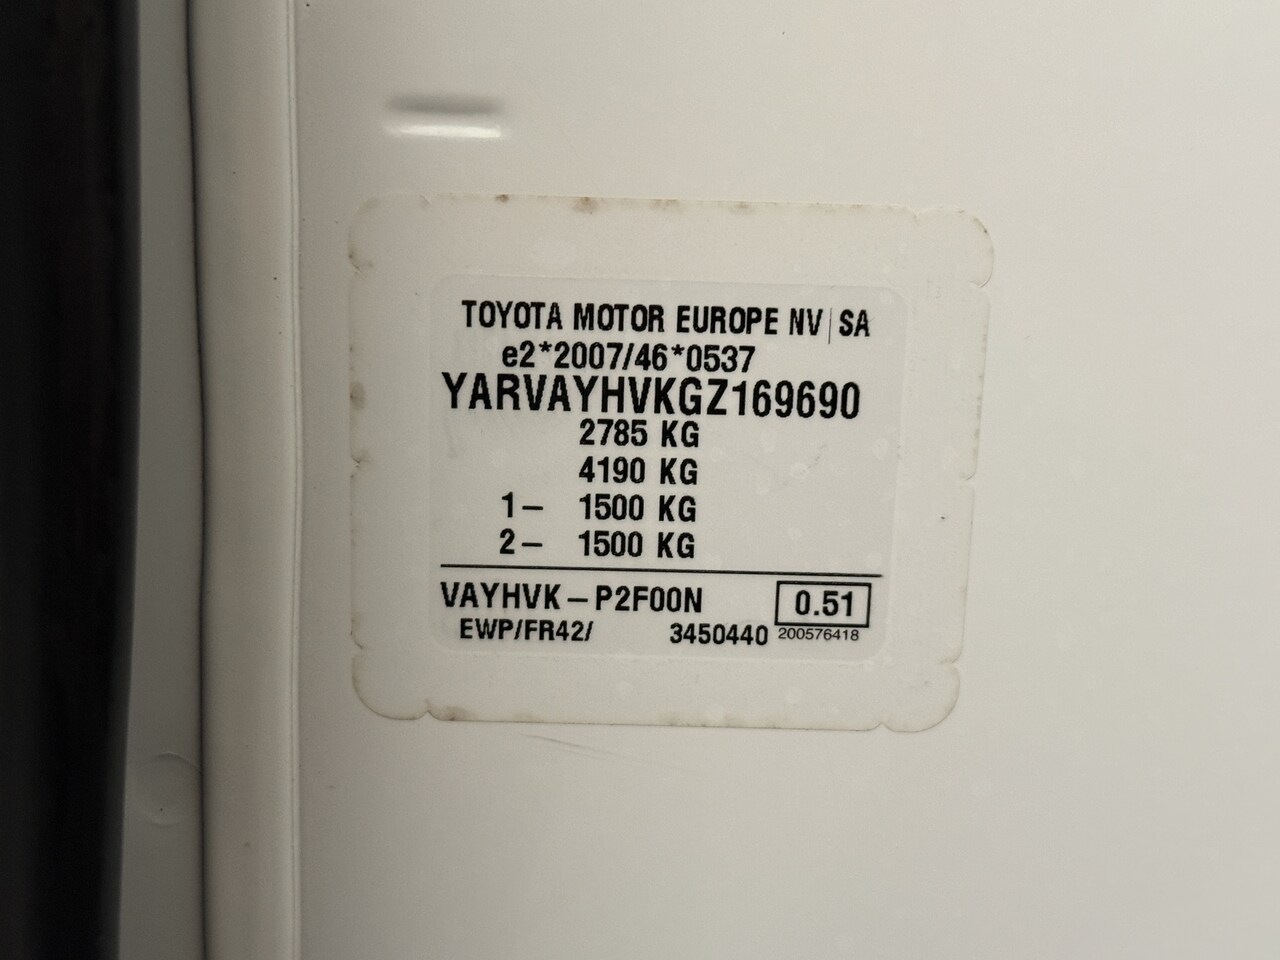 TOYOTA MOTOR EUROPE NV|SA
e2*2007/46*0537
YARVAYHVKGZ169690
2785 KG
4190 KG
1– 1500 KG
2– 1500 KG
VAYHVK–P2F00N 0.51
EWP/FR42/ 3450440 200576418